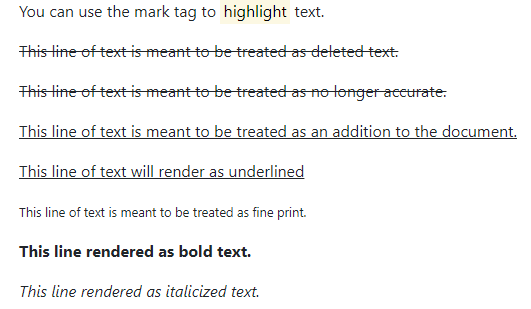 You can use the mark tag to highlight text.
This line of text is meant to be treated as deleted text.
This line of text is meant to be treated as no longer accurate.
This line of text is meant to be treated as an addition to the document.
This line of text will render as underlined
This line of text is meant to be treated as fine print.
This line rendered as bold text.
This line rendered as italicized text.